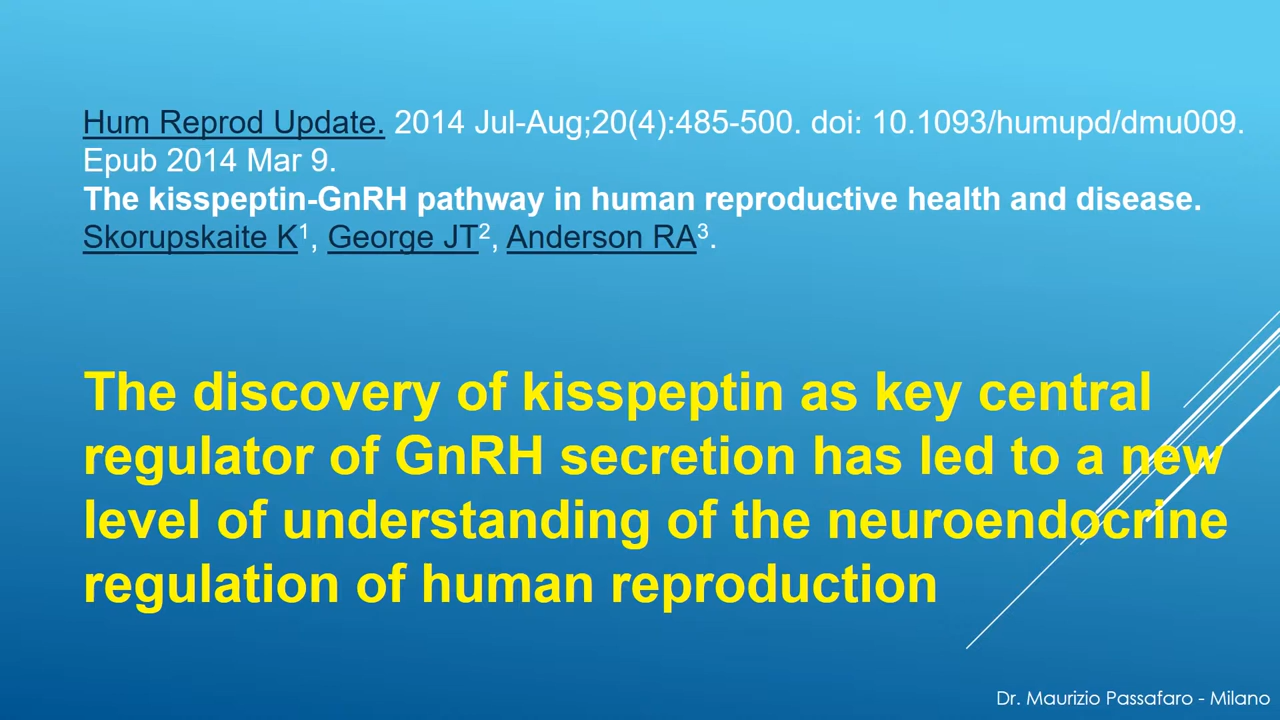 Hum Reprod Update. 2014 Jul-Aug;20(4):485-500. doi: 10.1093/humupd/dmu009.
Epub 2014 Mar 9.
The kisspeptin-GnRH pathway in human reproductive health and disease.
Skorupskaite K1, George JT2, Anderson RA3.
The discovery of kisspeptin as key central
regulator of GnRH secretion has led to a new
level of understanding of the neuroendocrine
regulation of human reproduction
Dr. Maurizio Passafaro - Milano